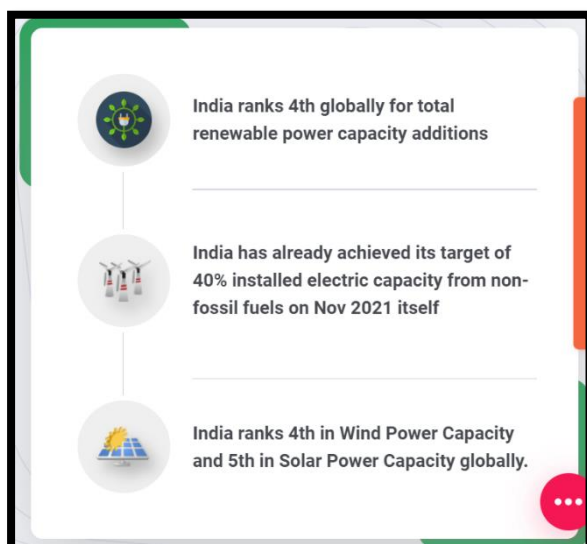 India ranks 4th globally for total
renewable power capacity additions
India has already achieved its target of
40% installed electric capacity from non-
fossil fuels on Nov 2021 itself
India ranks 4th in Wind Power Capacity
and 5th in Solar Power Capacity globally.